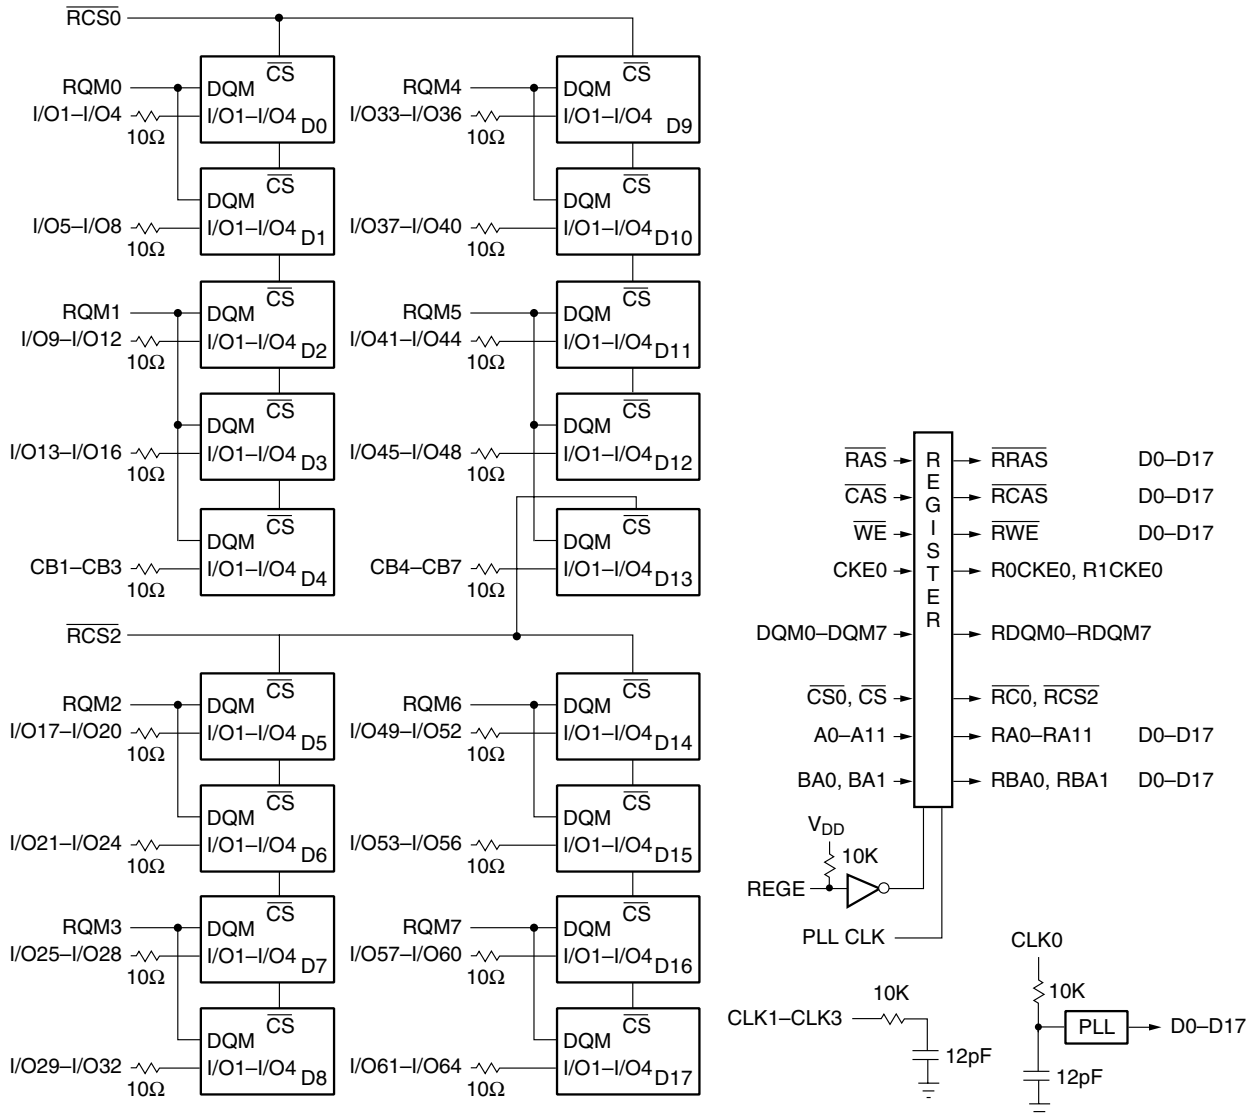 RCS0
CS
RQM0
DQM
I/O1–I/O4
10Ω
I/O1–I/O4
D0
CS
DQM
I/O5–I/O8
10Ω
I/O1–I/O4
D1
CS
RQM1
DQM
I/O9–I/O12
10Ω
I/O1–I/O4
D2
CS
DQM
I/O13–I/O16
10Ω
I/O1–I/O4
D3
CS
DQM
CB1–CB3
10Ω
I/O1–I/O4
D4
CS
RQM4
DQM
I/O33–I/O36
10Ω
I/O1–I/O4
D9
CS
DQM
I/O37–I/O40
10Ω
I/O1–I/O4
D10
CS
RQM5
DQM
I/O41–I/O44
10Ω
I/O1–I/O4
D11
CS
DQM
I/O45–I/O48
10Ω
I/O1–I/O4
D12
CS
DQM
CB4–CB7
10Ω
I/O1–I/O4
D13
RCS2
CS
RQM2
DQM
I/O17–I/O20
10Ω
I/O1–I/O4
D5
CS
DQM
I/O21–I/O24
10Ω
I/O1–I/O4
D6
CS
RQM3
DQM
I/O25–I/O28
10Ω
I/O1–I/O4
D7
CS
DQM
I/O29–I/O32
10Ω
I/O1–I/O4
D8
CS
RQM6
DQM
I/O49–I/O52
10Ω
I/O1–I/O4
D14
CS
DQM
I/O53–I/O56
10Ω
I/O1–I/O4
D15
CS
RQM7
DQM
I/O57–I/O60
10Ω
I/O1–I/O4
D16
CS
DQM
I/O61–I/O64
10Ω
I/O1–I/O4
D17
REGISTER
RAS
RRAS D0–D17
CAS
RCAS D0–D17
WE
RWE D0–D17
CKE0
R0CKE0, R1CKE0
DQM0–DQM7
RDQM0–RDQM7
CS0, CS
RC0, RCS2
A0–A11
RA0–RA11 D0–D17
BA0, BA1
RBA0, RBA1 D0–D17
VDD
10K
REGE
PLL CLK
CLK1–CLK3
10K
12pF
CLK0
10K
PLL
D0–D17
12pF